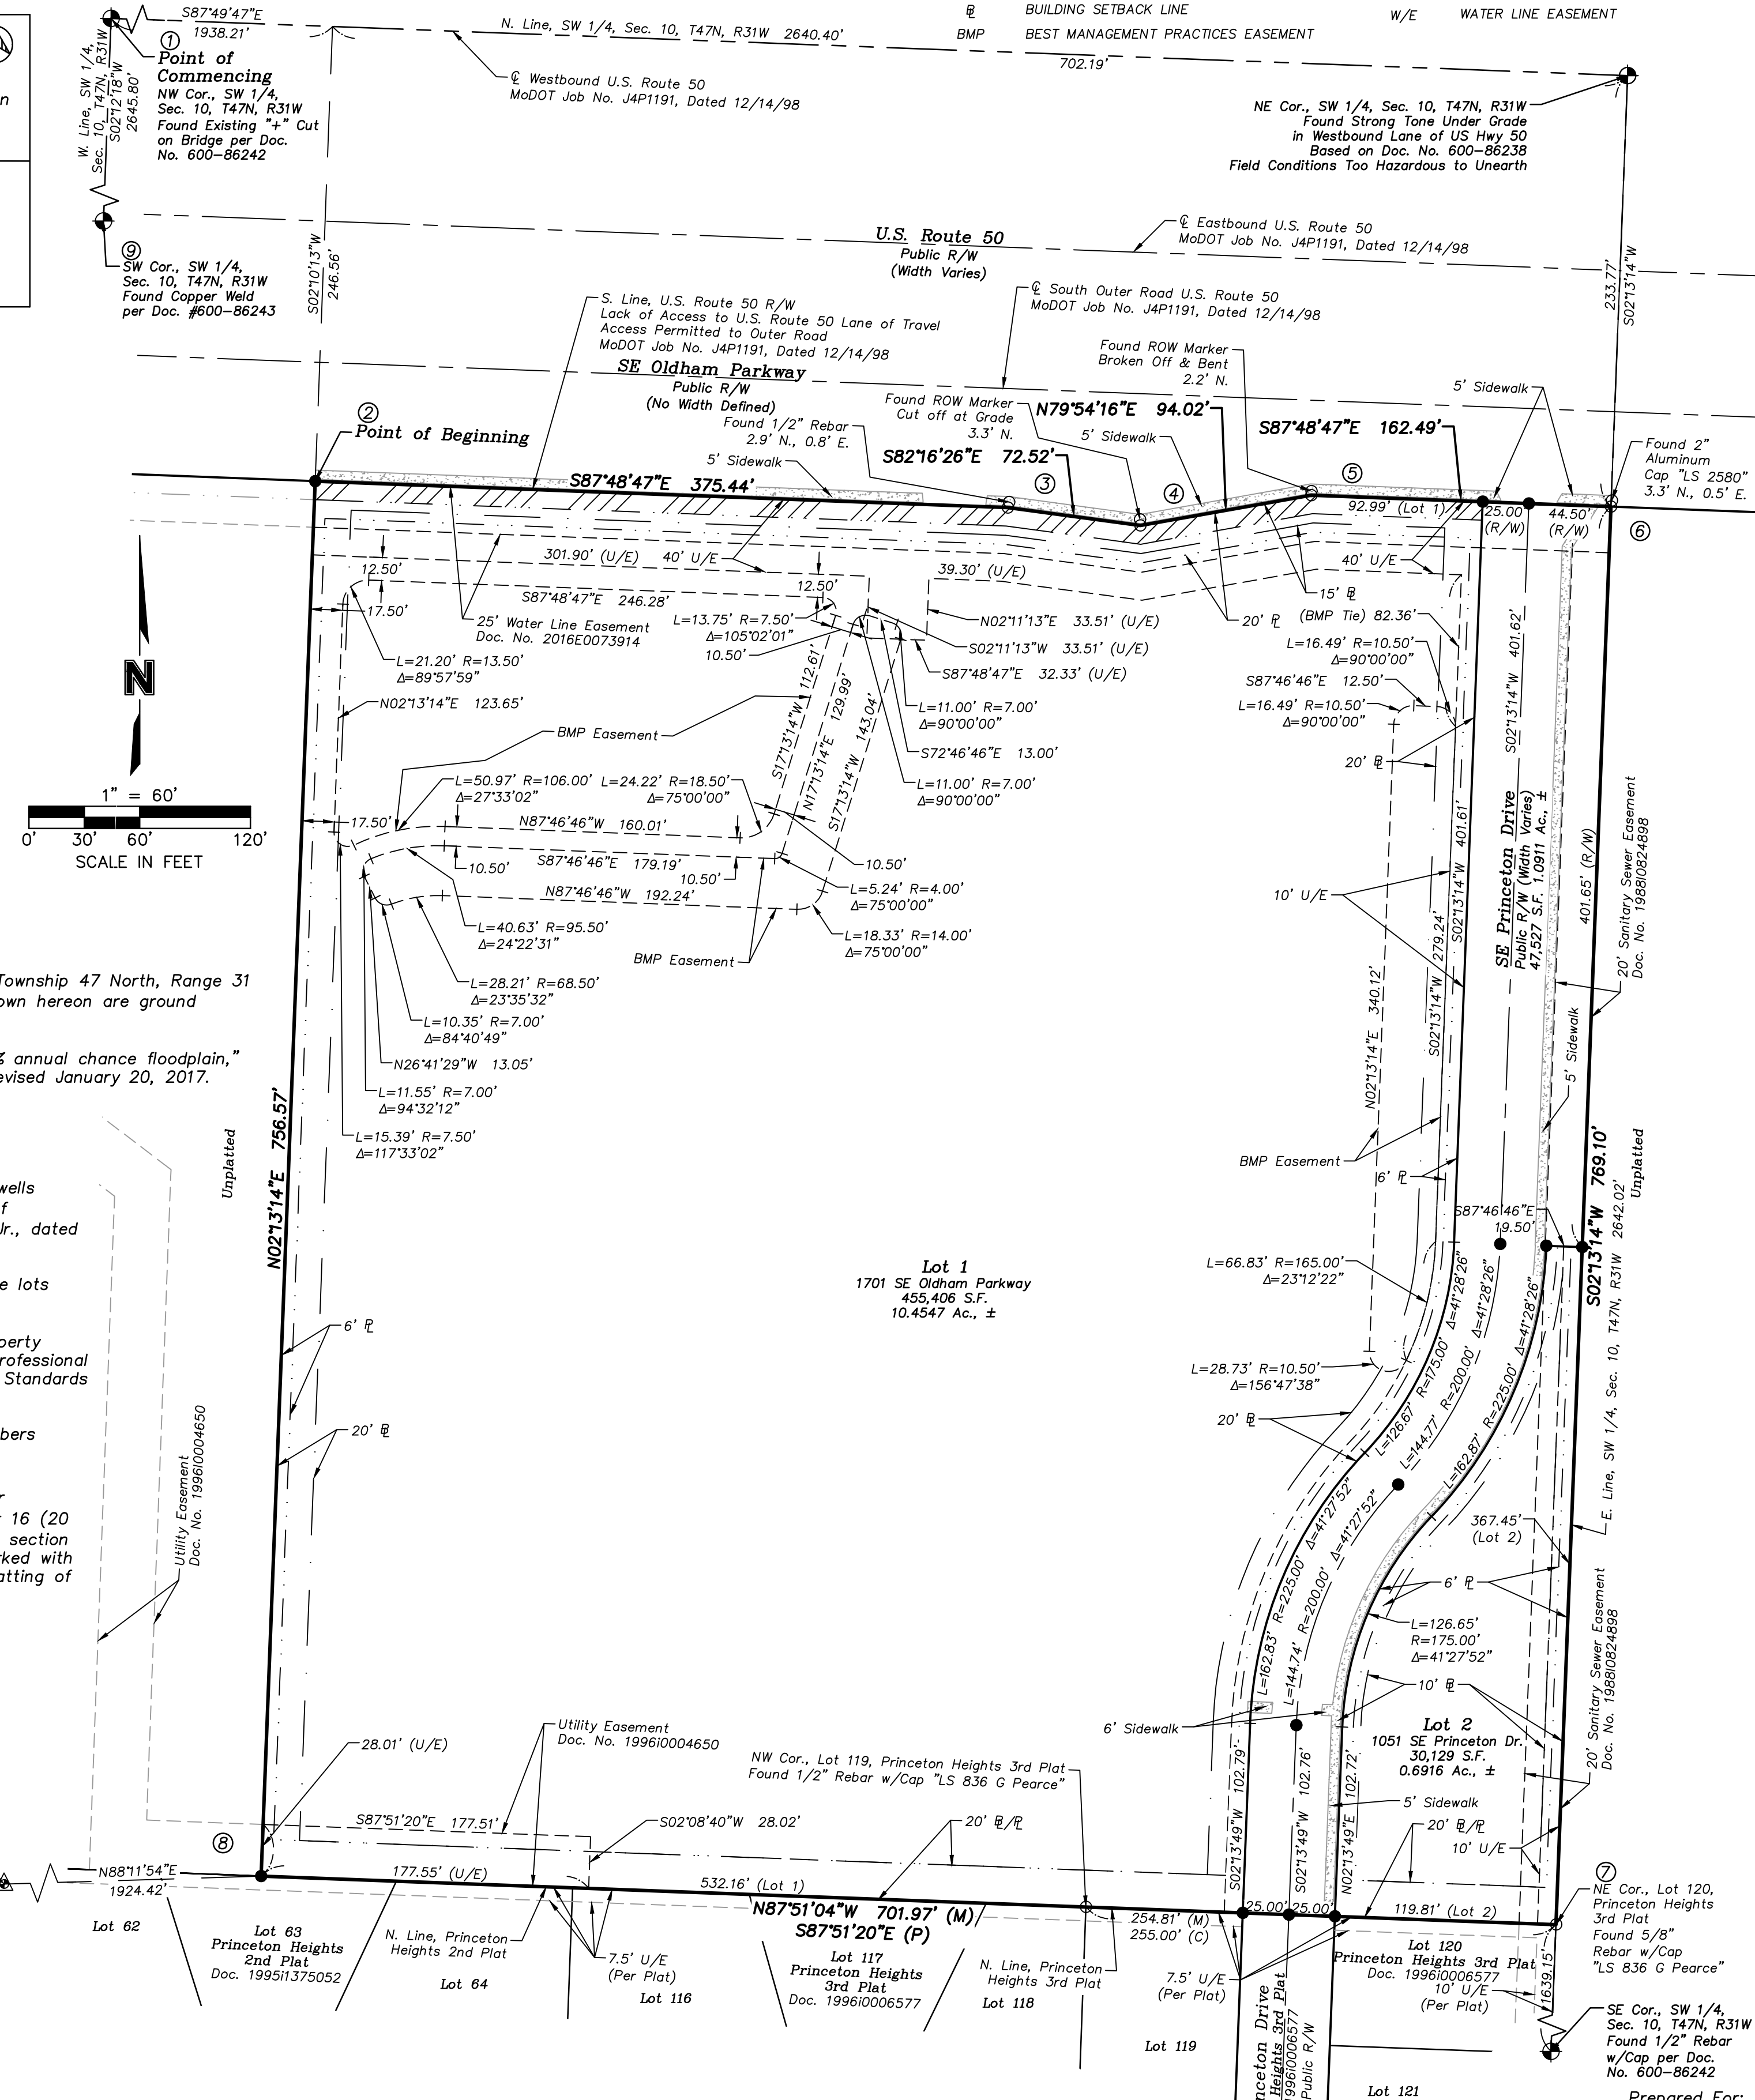 S87°49'47"E
1938.21'
N. Line, SW 1/4, Sec. 10, T47N, R31W 2640.40'
BUILDING SETBACK LINE
W/E WATER LINE EASEMENT
BMP BEST MANAGEMENT PRACTICES EASEMENT
702.19'
W. Line, SW 1/4,
Sec. 10, T47N, R31W
S02°12'18"W
2645.80'
①
Point of
Commencing
NW Cor., SW 1/4,
Sec. 10, T47N, R31W
Found Existing "+" Cut
on Bridge per Doc.
No. 600-86242
℄ Westbound U.S. Route 50
MoDOT Job No. J4P1191, Dated 12/14/98
NE Cor., SW 1/4, Sec. 10, T47N, R31W
Found Strong Tone Under Grade
in Westbound Lane of US Hwy 50
Based on Doc. No. 600-86238
Field Conditions Too Hazardous to Unearth
⑨
SW Cor., SW 1/4,
Sec. 10, T47N, R31W
Found Copper Weld
per Doc. #600-86243
S02°10'13"W
246.56'
U.S. Route 50
Public R/W
(Width Varies)
℄ Eastbound U.S. Route 50
MoDOT Job No. J4P1191, Dated 12/14/98
233.77'
S02°13'14"W
S. Line, U.S. Route 50 R/W
Lack of Access to U.S. Route 50 Lane of Travel
Access Permitted to Outer Road
MoDOT Job No. J4P1191, Dated 12/14/98
℄ South Outer Road U.S. Route 50
MoDOT Job No. J4P1191, Dated 12/14/98
SE Oldham Parkway
Public R/W
(No Width Defined)
Found ROW Marker
Broken Off & Bent
2.2' N.
5' Sidewalk
②
Point of Beginning
Found 1/2" Rebar
2.9' N., 0.8' E.
Found ROW Marker
Cut off at Grade
3.3' N.
N79°54'16"E 94.02'
5' Sidewalk
S87°48'47"E 162.49'
S82°16'26"E 72.52'
Found 2"
Aluminum
Cap "LS 2580"
3.3' N., 0.5' E.
5' Sidewalk
S87°48'47"E 375.44'
③
④
⑤
⑥
92.99' (Lot 1)
25.00'
(R/W)
44.50'
(R/W)
301.90' (U/E)
40' U/E
39.30' (U/E)
40' U/E
12.50'
12.50'
S87°48'47"E 246.28'
17.50'
25' Water Line Easement
Doc. No. 2016E0073914
L=13.75' R=7.50'
Δ=105°02'01"
10.50'
N02°11'13"E 33.51' (U/E)
S02°11'13"W 33.51' (U/E)
S87°48'47"E 32.33' (U/E)
15' BL
20' PL
(BMP Tie) 82.36'
L=16.49' R=10.50'
Δ=90°00'00"
S87°46'46"E 12.50'
L=16.49' R=10.50'
Δ=90°00'00"
L=21.20' R=13.50'
Δ=89°57'59"
N02°13'14"E 123.65'
BMP Easement
S17°13'14"W 112.61'
N17°13'14"E 129.99'
S17°13'14"W 143.04'
L=11.00' R=7.00'
Δ=90°00'00"
S72°46'46"E 13.00'
L=11.00' R=7.00'
Δ=90°00'00"
20' BL
S02°13'14"W 401.62'
N
1" = 60'
0' 30' 60' 120'
SCALE IN FEET
L=50.97' R=106.00'
Δ=27°33'02"
L=24.22' R=18.50'
Δ=75°00'00"
17.50'
N87°46'46"W 160.01'
10.50'
S87°46'46"E 179.19'
10.50'
10.50'
N87°46'46"W 192.24'
L=5.24' R=4.00'
Δ=75°00'00"
L=40.63' R=95.50'
Δ=24°22'31"
L=18.33' R=14.00'
Δ=75°00'00"
BMP Easement
L=28.21' R=68.50'
Δ=23°35'32"
L=10.35' R=7.00'
Δ=84°40'49"
N26°41'29"W 13.05'
L=11.55' R=7.00'
Δ=94°32'12"
L=15.39' R=7.50'
Δ=117°33'02"
S02°13'14"W 401.61'
10' U/E
S02°13'14"W 279.24'
N02°13'14"E 340.12'
SE Princeton Drive
Public R/W (Width Varies)
47,527 S.F. 1.0911 Ac., ±
401.65' (R/W)
20' Sanitary Sewer Easement
Doc. No. 1988I0824898
5' Sidewalk
Township 47 North, Range 31
own hereon are ground
% annual chance floodplain,"
evised January 20, 2017.
wells
f
Jr., dated
e lots
perty
rofessional
Standards
bers
r
16 (20
section
rked with
atting of
N02°13'14"E 756.57'
Unplatted
BMP Easement
6' PL
S87°46'46"E
19.50'
S02°13'14"W 769.10'
Unplatted
E. Line, SW 1/4, Sec. 10, T47N, R31W 2642.02'
Lot 1
1701 SE Oldham Parkway
455,406 S.F.
10.4547 Ac., ±
L=66.83' R=165.00'
Δ=23°12'22"
6' PL
L=28.73' R=10.50'
Δ=156°47'38"
20' BL
20' BL
L=126.67' R=175.00' Δ=41°28'26"
L=144.77' R=200.00' Δ=41°28'26"
L=162.87' R=225.00' Δ=41°28'26"
Utility Easement
Doc. No. 1996I0004650
367.45'
(Lot 2)
L=162.83' R=225.00' Δ=41°27'52"
L=144.74' R=200.00' Δ=41°27'52"
6' PL
L=126.65'
R=175.00'
Δ=41°27'52"
20' Sanitary Sewer Easement
Doc. No. 1988I0824898
10' BL
6' Sidewalk
Lot 2
1051 SE Princeton Dr.
30,129 S.F.
0.6916 Ac., ±
28.01' (U/E)
Utility Easement
Doc. No. 1996i0004650
NW Cor., Lot 119, Princeton Heights 3rd Plat
Found 1/2" Rebar w/Cap "LS 836 G Pearce"
S02°13'49"W 102.79'
S02°13'49"W 102.76'
N02°13'49"E 102.72'
5' Sidewalk
S87°51'20"E 177.51'
S02°08'40"W 28.02'
20' BL/PL
20' BL/PL
10' U/E
⑧
⑦
N88°11'54"E
1924.42'
177.55' (U/E)
532.16' (Lot 1)
N87°51'04"W 701.97' (M)
S87°51'20"E (P)
254.81' (M)
255.00' (C)
25.00'
25.00'
119.81' (Lot 2)
NE Cor., Lot 120,
Princeton Heights
3rd Plat
Found 5/8"
Rebar w/Cap
"LS 836 G Pearce"
Lot 62
Lot 63
Princeton Heights
2nd Plat
Doc. 1995i1375052
N. Line, Princeton
Heights 2nd Plat
Lot 64
7.5' U/E
(Per Plat)
Lot 116
Lot 117
Princeton Heights
3rd Plat
Doc. 1996i0006577
N. Line, Princeton
Heights 3rd Plat
Lot 118
7.5' U/E
(Per Plat)
Lot 119
Lot 120
Princeton Heights 3rd Plat
Doc. 1996i0006577
10' U/E
(Per Plat)
1639.15'
SE Cor., SW 1/4,
Sec. 10, T47N, R31W
Found 1/2" Rebar
w/Cap per Doc.
No. 600-86242
nceton Drive
Heights 3rd Plat
1996i0006577
Public R/W
Lot 121
Prepared For: